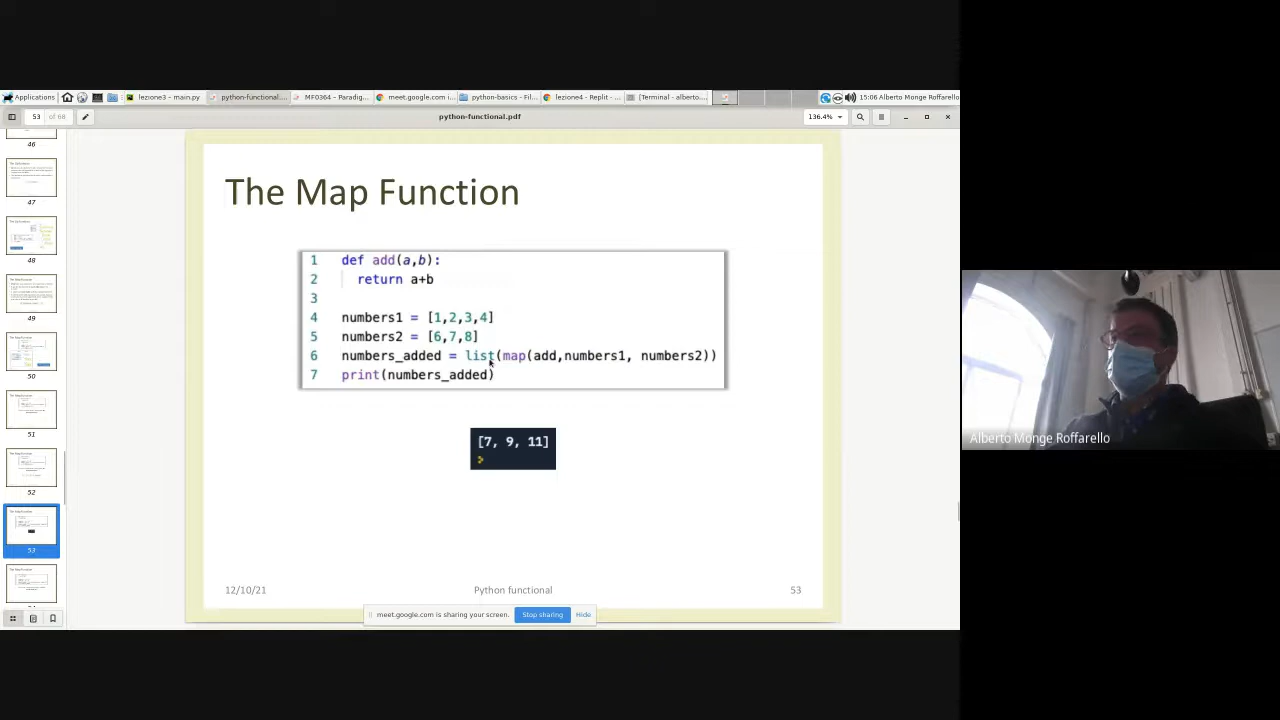 Applications
lezione3 – main.py
python-functional....
MF0364 – Paradig...
meet.google.com i...
python-basics - Fil...
lezione4 - Replit - ...
[Terminal - alberto....
15:06 Alberto Monge Roffarello
53 of 68
python-functional.pdf
136.4%
46
47
48
49
50
51
52
53
The Map Function
1 def add(a,b):
2 return a+b
3
4 numbers1 = [1,2,3,4]
5 numbers2 = [6,7,8]
6 numbers_added = list(map(add,numbers1, numbers2))
7 print(numbers_added)
[7, 9, 11]
12/10/21
Python functional
53
meet.google.com is sharing your screen.
Stop sharing
Hide
Alberto Monge Roffarello